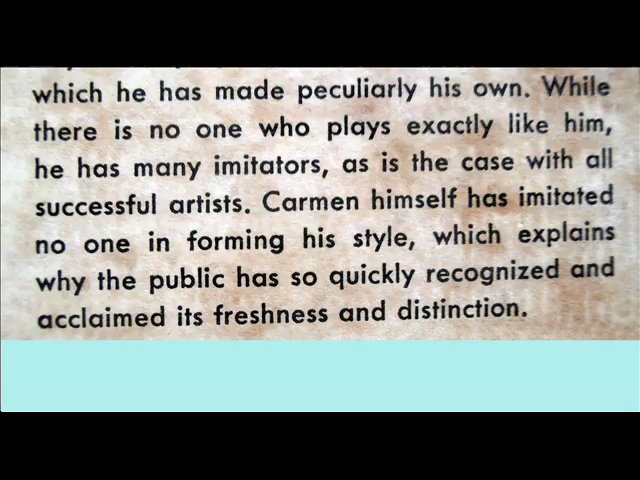 which he has made peculiarly his own. While
there is no one who plays exactly like him,
he has many imitators, as is the case with all
successful artists. Carmen himself has imitated
no one in forming his style, which explains
why the public has so quickly recognized and
acclaimed its freshness and distinction.